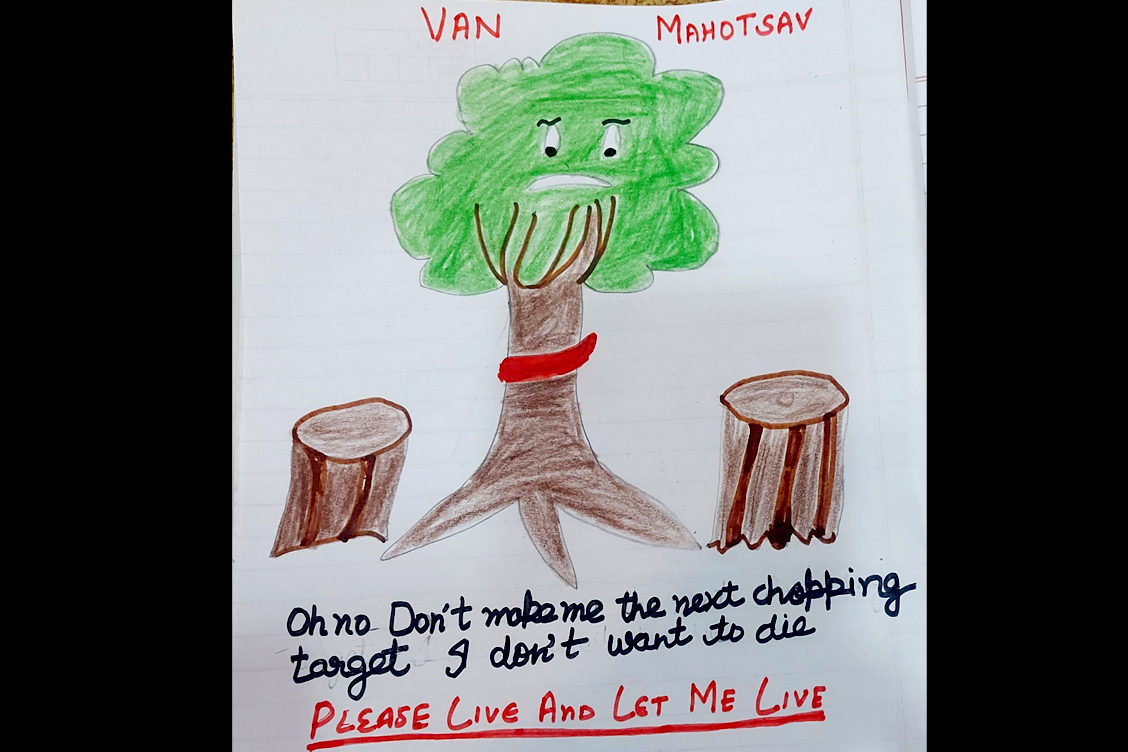 VAN MAHOTSAV
Oh no Don't make me the next chopping
target I don't want to die
PLEASE LIVE AND LET ME LIVE